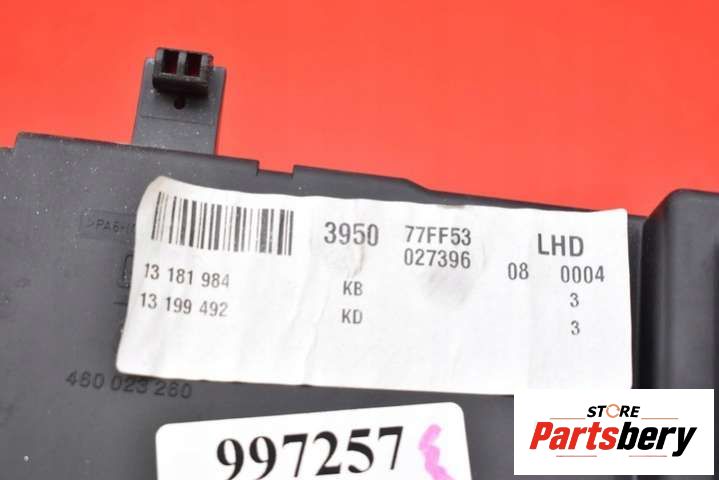 3950 77FF53 LHD
027396 08 0004
13 181 984 KB 3
13 199 492 KD 3
460 023 260
997257
STORE
Partsbery